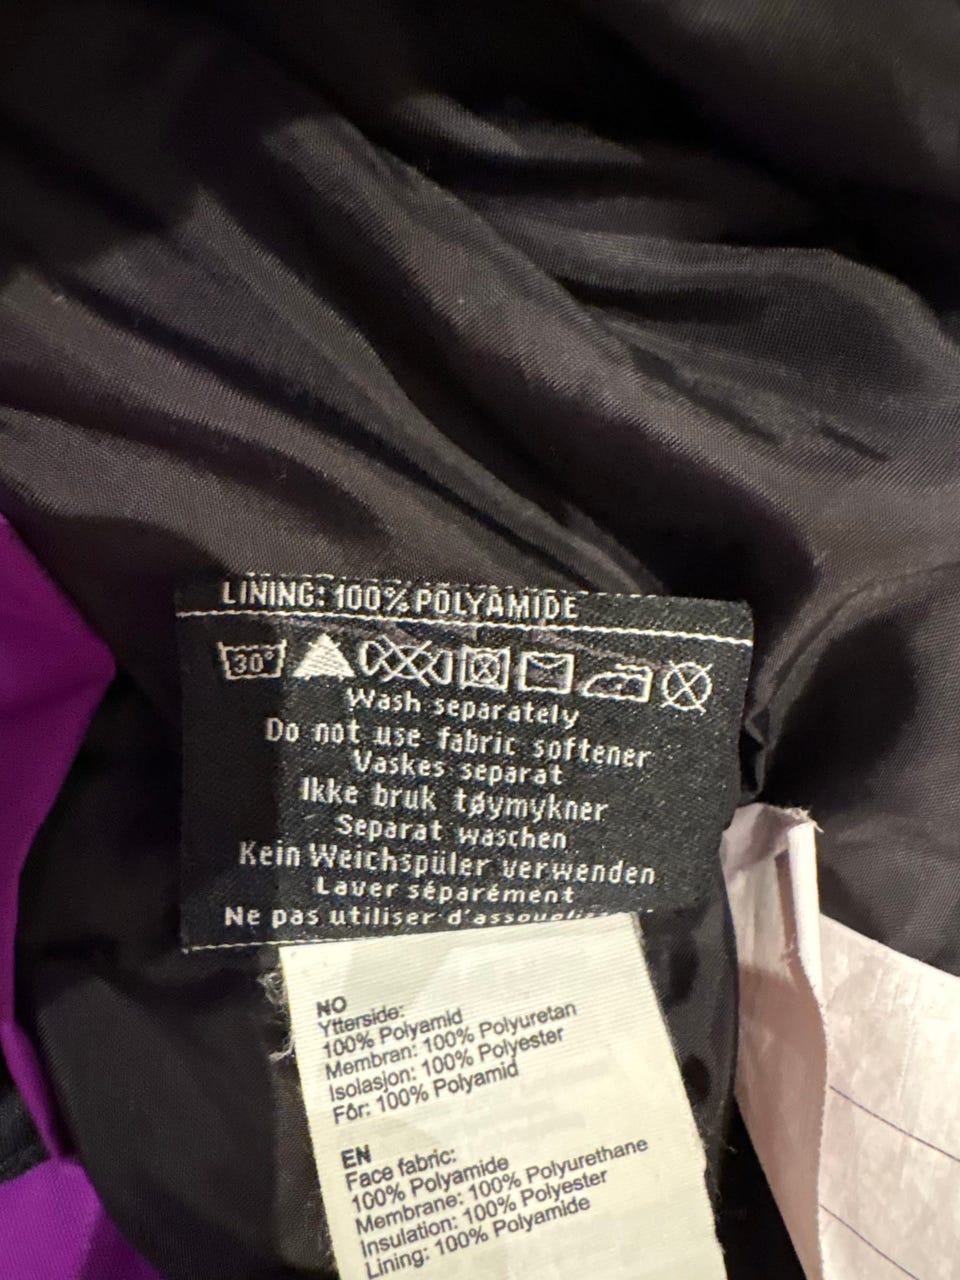 LINING: 100% POLYAMIDE
30°
Wash separately
Do not use fabric softener
Vaskes separat
Ikke bruk tøymykner
Separat waschen
Kein Weichspüler verwenden
Laver séparément
Ne pas utiliser
NO
Ytterside:
100% Polyamid
Membran: 100% Polyuretan
Isolasjon: 100% Polyester
Fôr: 100% Polyamid
EN
Face fabric:
100% Polyamide
Membrane: 100% Polyurethane
Insulation: 100% Polyester
Lining: 100% Polyamide